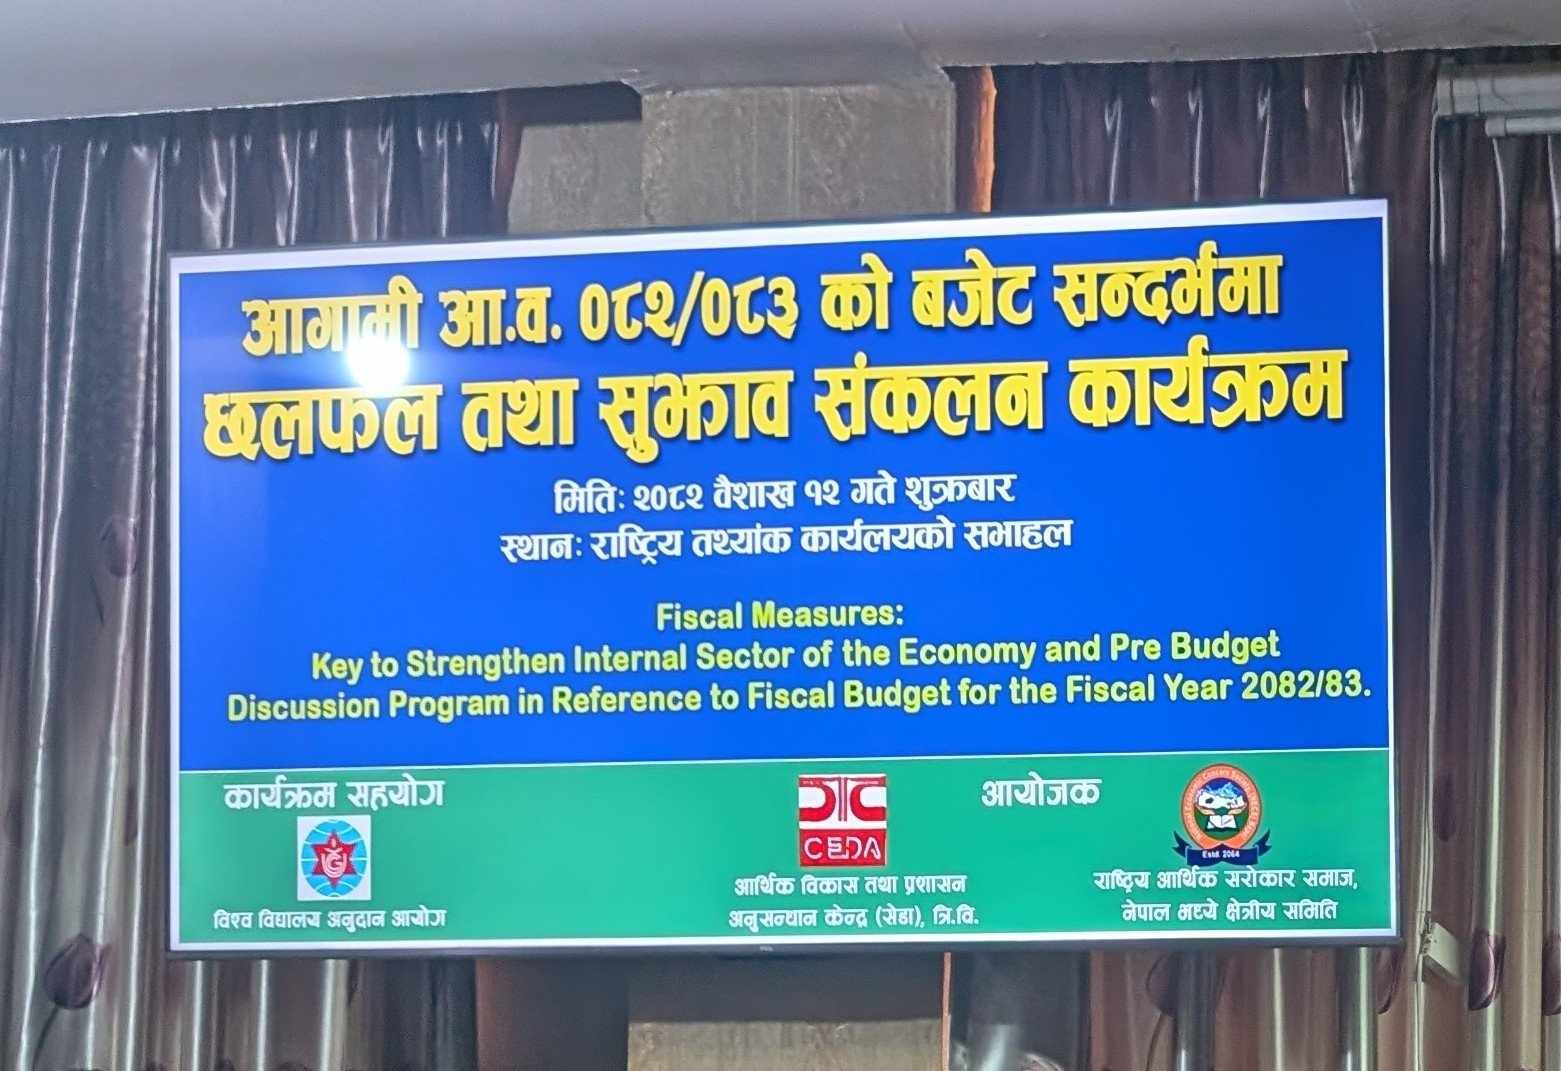 आगामी आ.व. ०८२/०८३ को बजेट सन्दर्भमा
छलफल तथा सुझाव संकलन कार्यक्रम
मितिः २०८२ वैशाख १२ गते शुक्रबार
स्थानः राष्ट्रिय तथ्यांक कार्यलयको सभाहल
Fiscal Measures:
Key to Strengthen Internal Sector of the Economy and Pre Budget
Discussion Program in Reference to Fiscal Budget for the Fiscal Year 2082/83.
कार्यक्रम सहयोग
विश्व विद्यालय अनुदान आयोग
आयोजक
CEDA
आर्थिक विकास तथा प्रशासन
अनुसन्धान केन्द्र (सेडा), त्रि.वि.
Estd. 2064
राष्ट्रिय आर्थिक सरोकार समाज,
नेपाल मध्ये क्षेत्रीय समिति